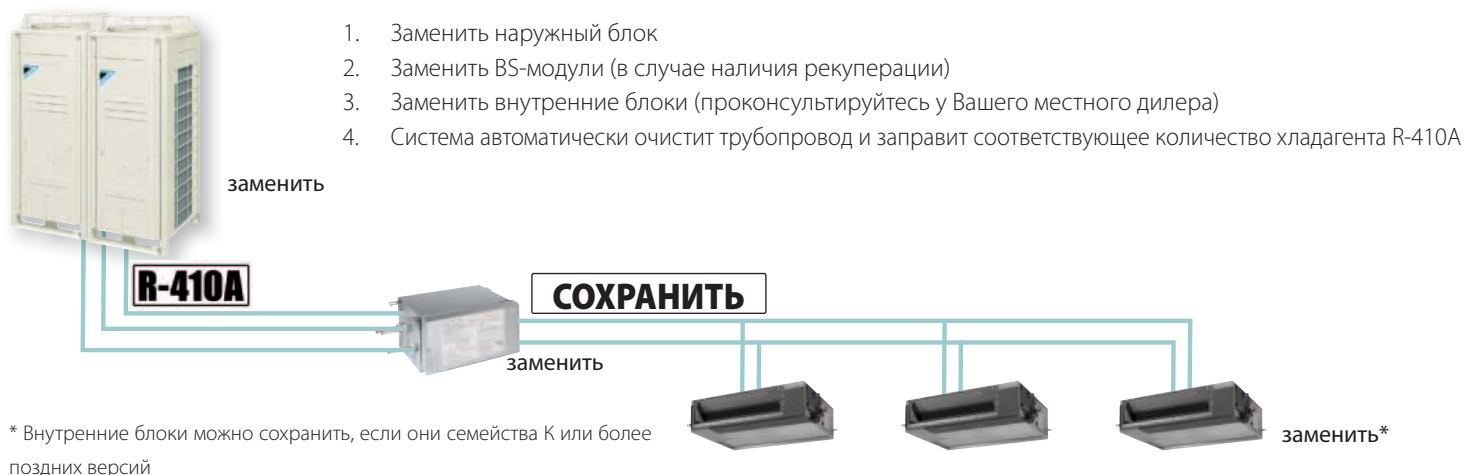 1. Заменить наружный блок
2. Заменить BS-модули (в случае наличия рекуперации)
3. Заменить внутренние блоки (проконсультируйтесь у Вашего местного дилера)
4. Система автоматически очистит трубопровод и заправит соответствующее количество хладагента R-410A
заменить
R-410A
СОХРАНИТЬ
заменить
заменить*
* Внутренние блоки можно сохранить, если они семейства K или более
поздних версий